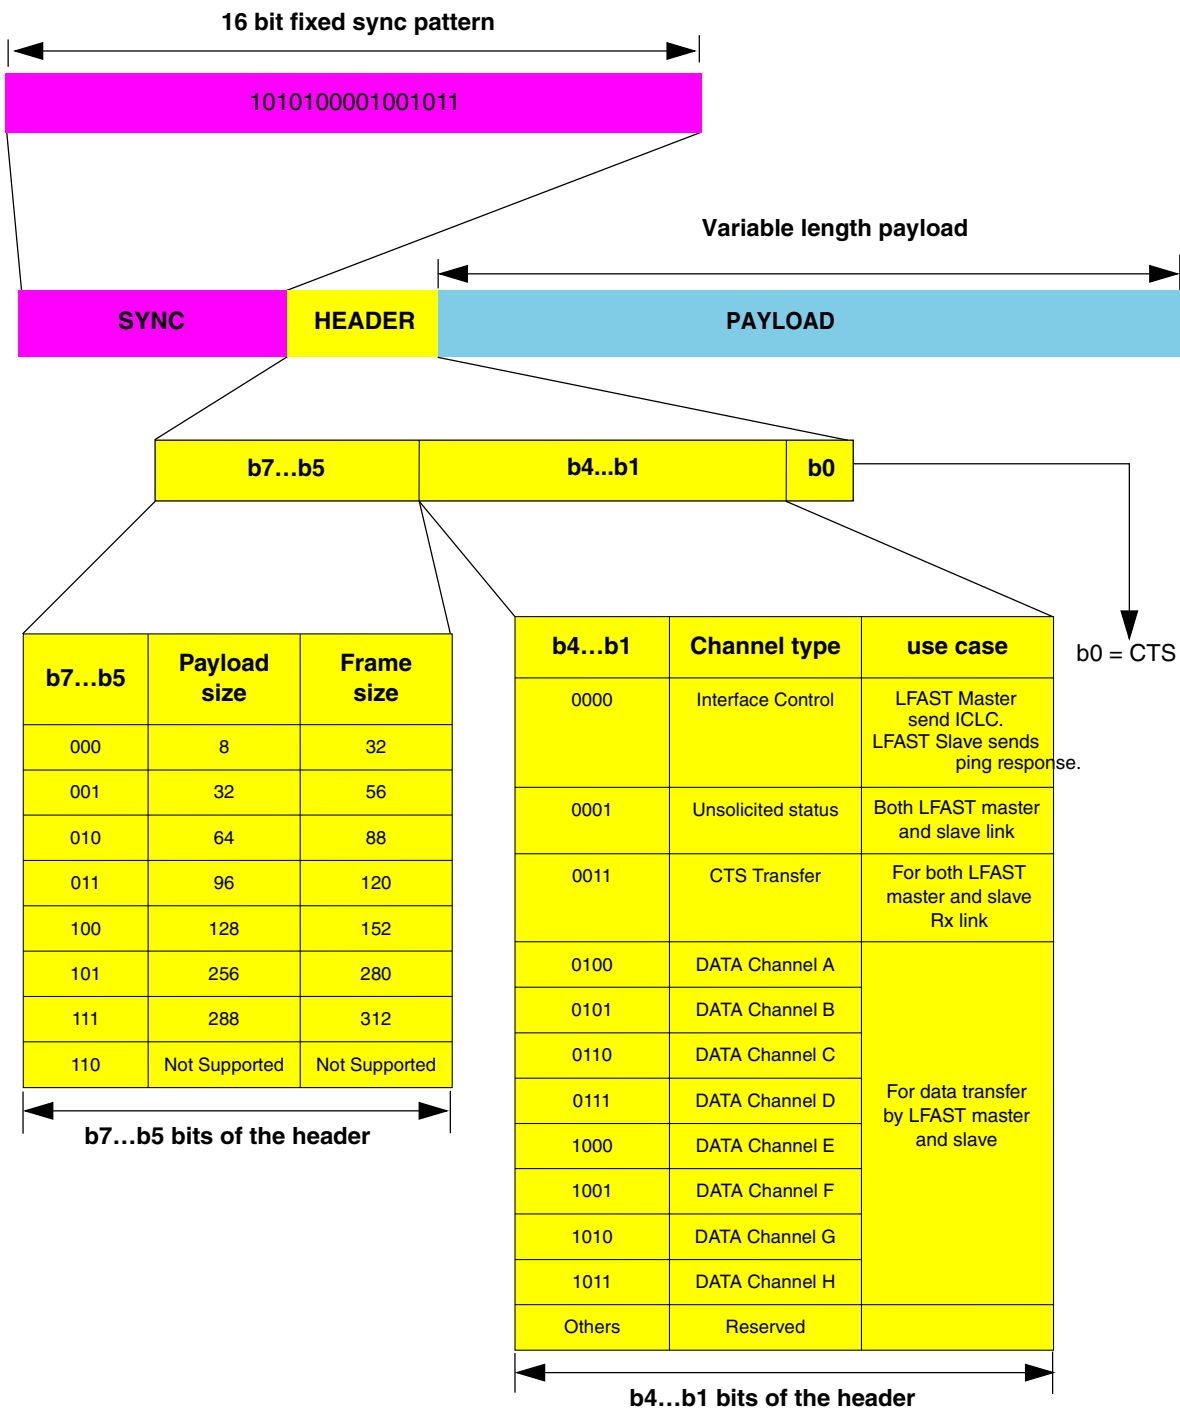 16 bit fixed sync pattern
1010100001001011
Variable length payload
SYNC
HEADER
PAYLOAD
b7...b5
b4...b1
b0
b0 = CTS
b7...b5
Payload size
Frame size
000
8
32
001
32
56
010
64
88
011
96
120
100
128
152
101
256
280
111
288
312
110
Not Supported
Not Supported
b7...b5 bits of the header
b4...b1
Channel type
use case
0000
Interface Control
LFAST Master
send ICLC.
LFAST Slave sends
ping response.
0001
Unsolicited status
Both LFAST master
and slave link
0011
CTS Transfer
For both LFAST
master and slave
Rx link
0100
DATA Channel A
0101
DATA Channel B
0110
DATA Channel C
0111
DATA Channel D
1000
DATA Channel E
1001
DATA Channel F
1010
DATA Channel G
1011
DATA Channel H
For data transfer
by LFAST master
and slave
Others
Reserved
b4...b1 bits of the header